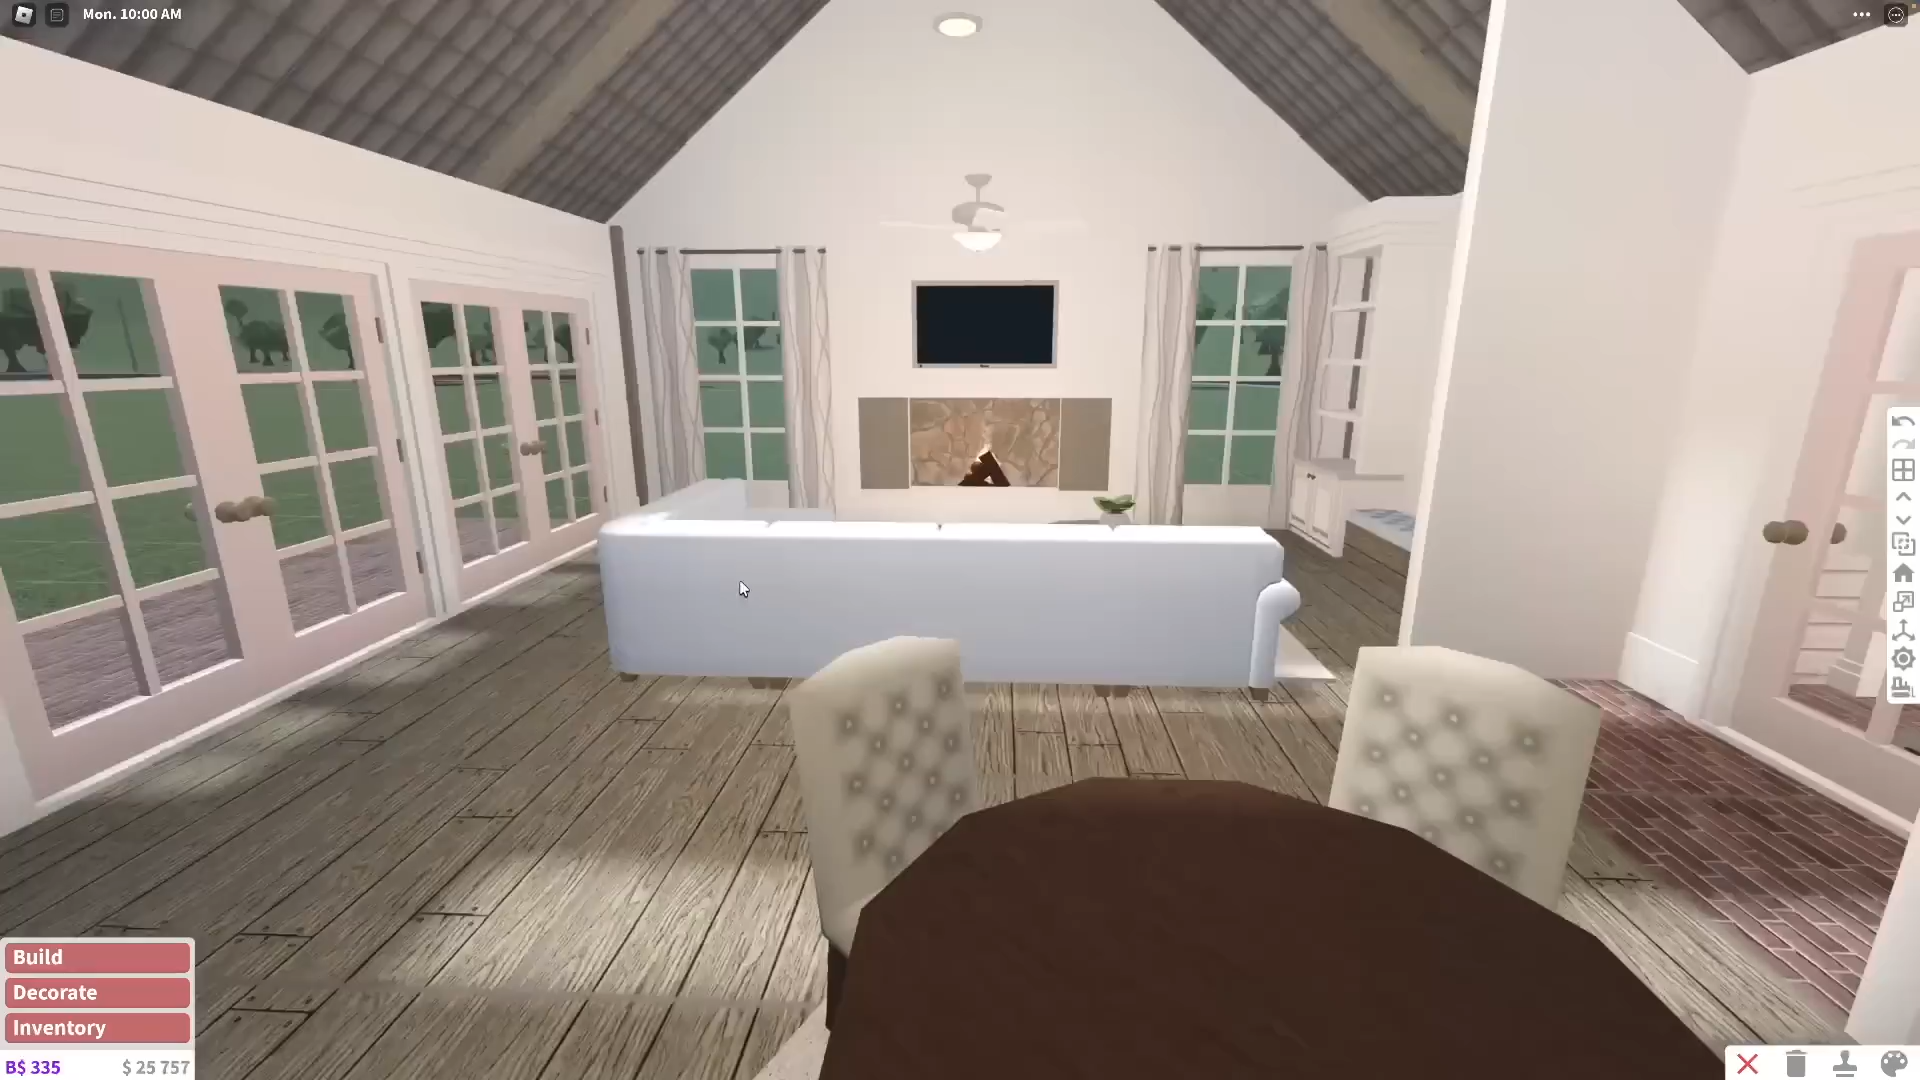 Mon. 10:00 AM
Build
Decorate
Inventory
B$ 335 $ 25 757